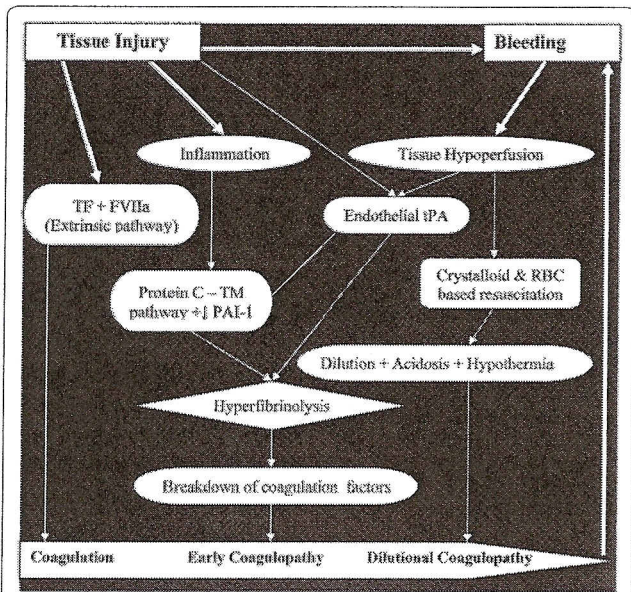 Tissue Injury
Bleeding
Inflammation
Tissue Hypoperfusion
TF + FVIIa
(Extrinsic pathway)
Endothelial tPA
Crystalloid & RBC
based resuscitation
Protein C – TM
pathway +↓ PAI-1
Dilution + Acidosis + Hypothermia
Hyperfibrinolysis
Breakdown of coagulation factors
Coagulation
Early Coagulopathy
Dilutional Coagulopathy